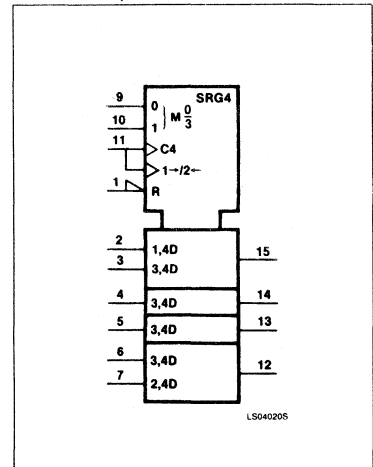 SRG4
9 0
10 1 } M 0/3
11 C4
1→/2←
1 R
2 1,4D 15
3 3,4D
4 3,4D 14
5 3,4D 13
6 3,4D 12
7 2,4D
LS04020S